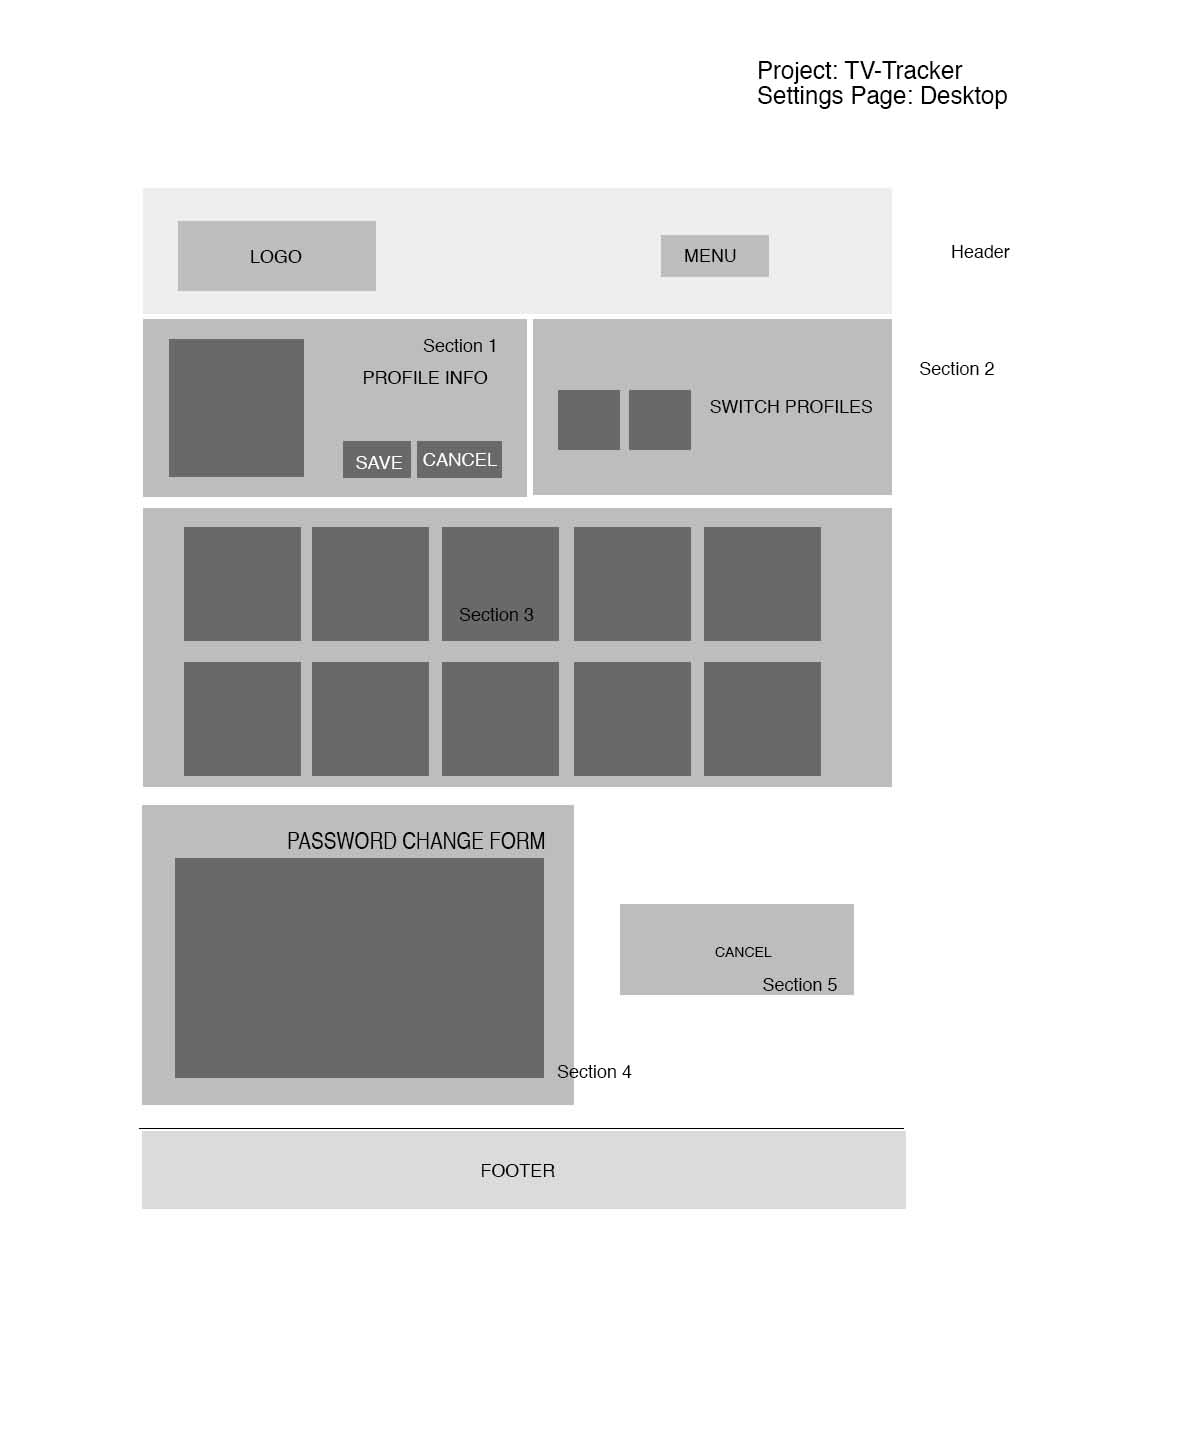 Project: TV-Tracker
Settings Page: Desktop
LOGO
MENU
Header
Section 1
PROFILE INFO
SAVE
CANCEL
Section 2
SWITCH PROFILES
Section 3
PASSWORD CHANGE FORM
CANCEL
Section 5
Section 4
FOOTER